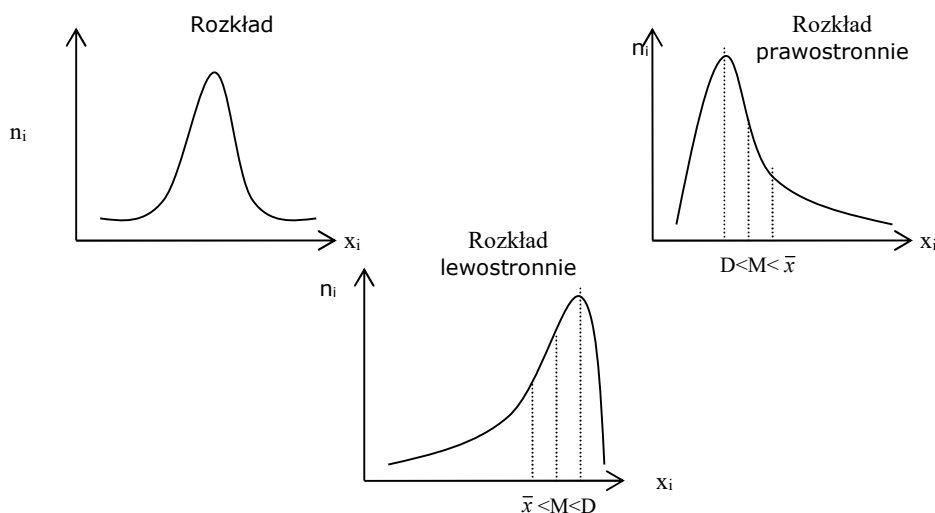 Rozkład
nᵢ
xᵢ
Rozkład
prawostronnie
nᵢ
xᵢ
D<M< x̅
Rozkład
lewostronnie
nᵢ
xᵢ
x̅ <M<D